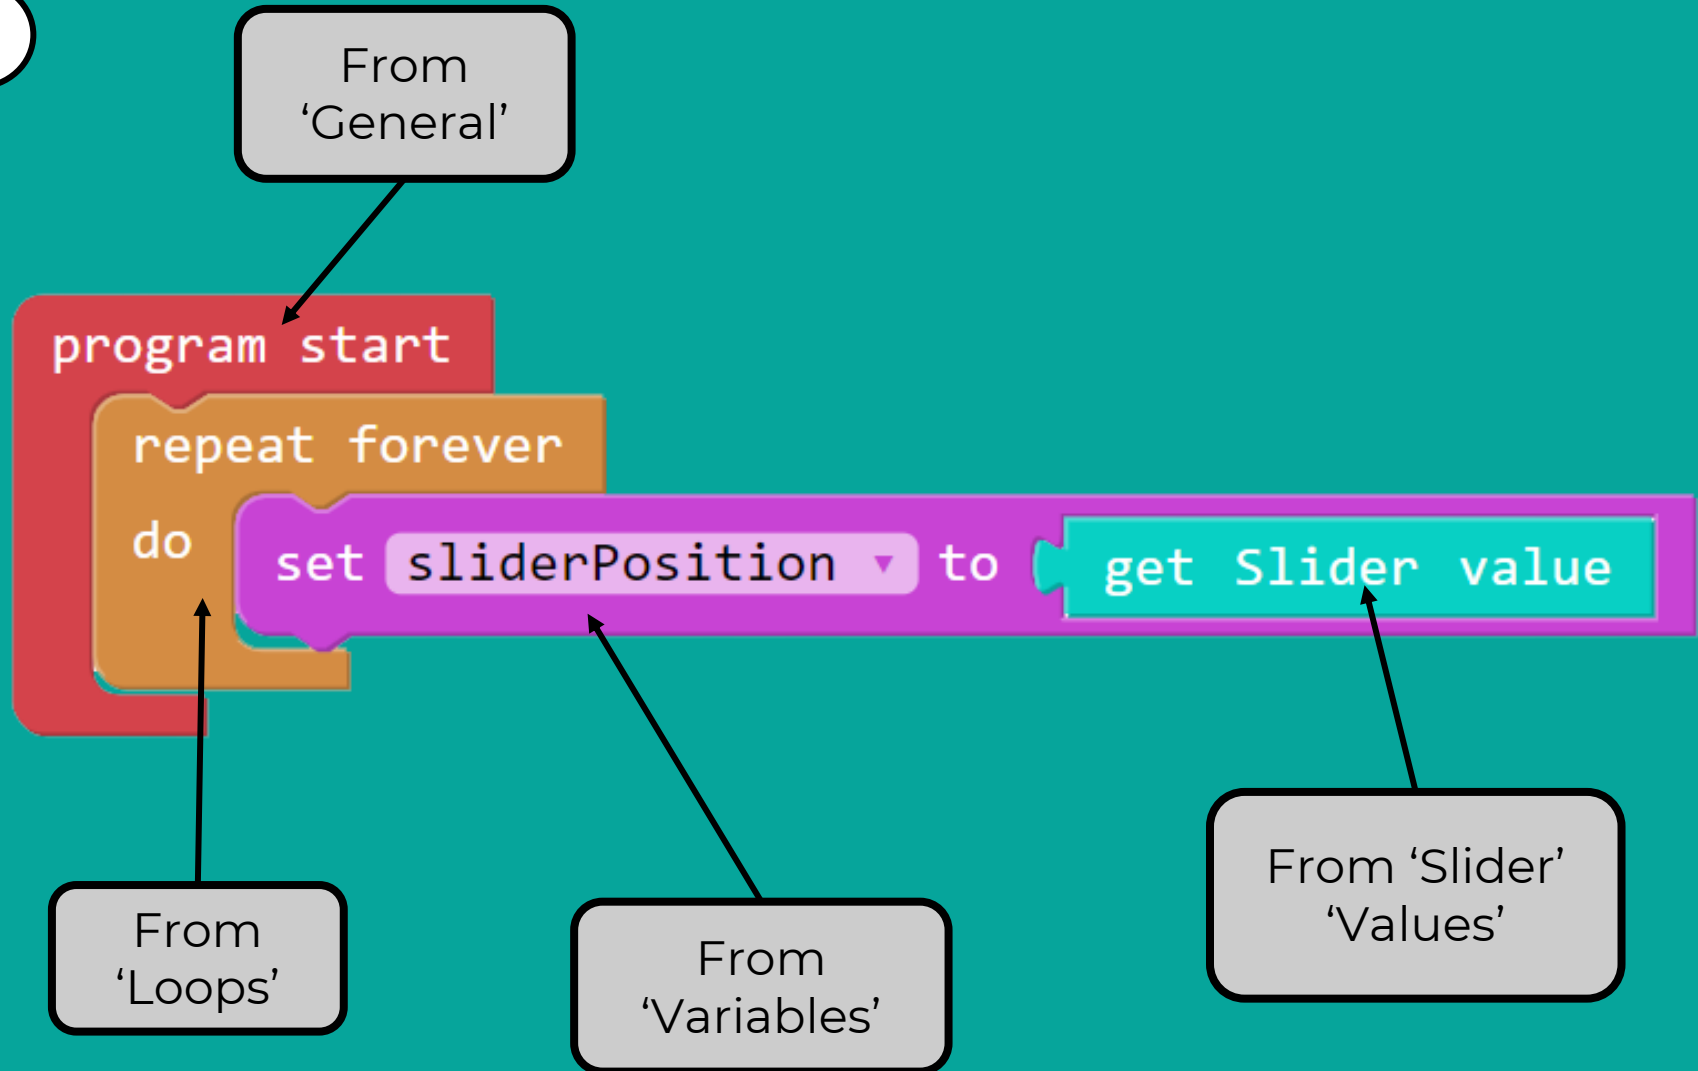 From
‘General’
program start
repeat forever
do
set sliderPosition ▼ to get Slider value
From
‘Loops’
From
‘Variables’
From ‘Slider’
‘Values’